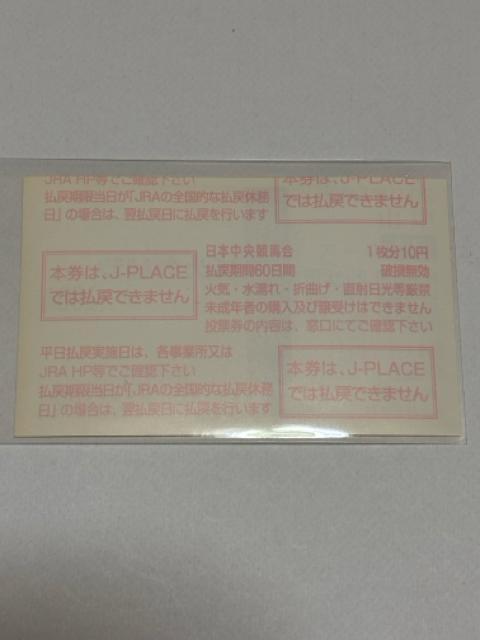 JRA HP等でご確認下さい
払戻期限当日が「JRAの全国的な払戻休務
日」の場合は、翌払戻日に払戻を行います
本券は、J-PLACE
では払戻できません
本券は、J-PLACE
では払戻できません
日本中央競馬会 1枚分10円
払戻期間60日間 破損無効
火気・水濡れ・折曲げ・直射日光等厳禁
未成年者の購入及び譲受けはできません
投票券の内容は、窓口にてご確認下さい
平日払戻実施日は、各事業所又は
JRA HP等でご確認下さい
払戻期限当日が「JRAの全国的な払戻休務
日」の場合は、翌払戻日に払戻を行います
本券は、J-PLACE
では払戻できません